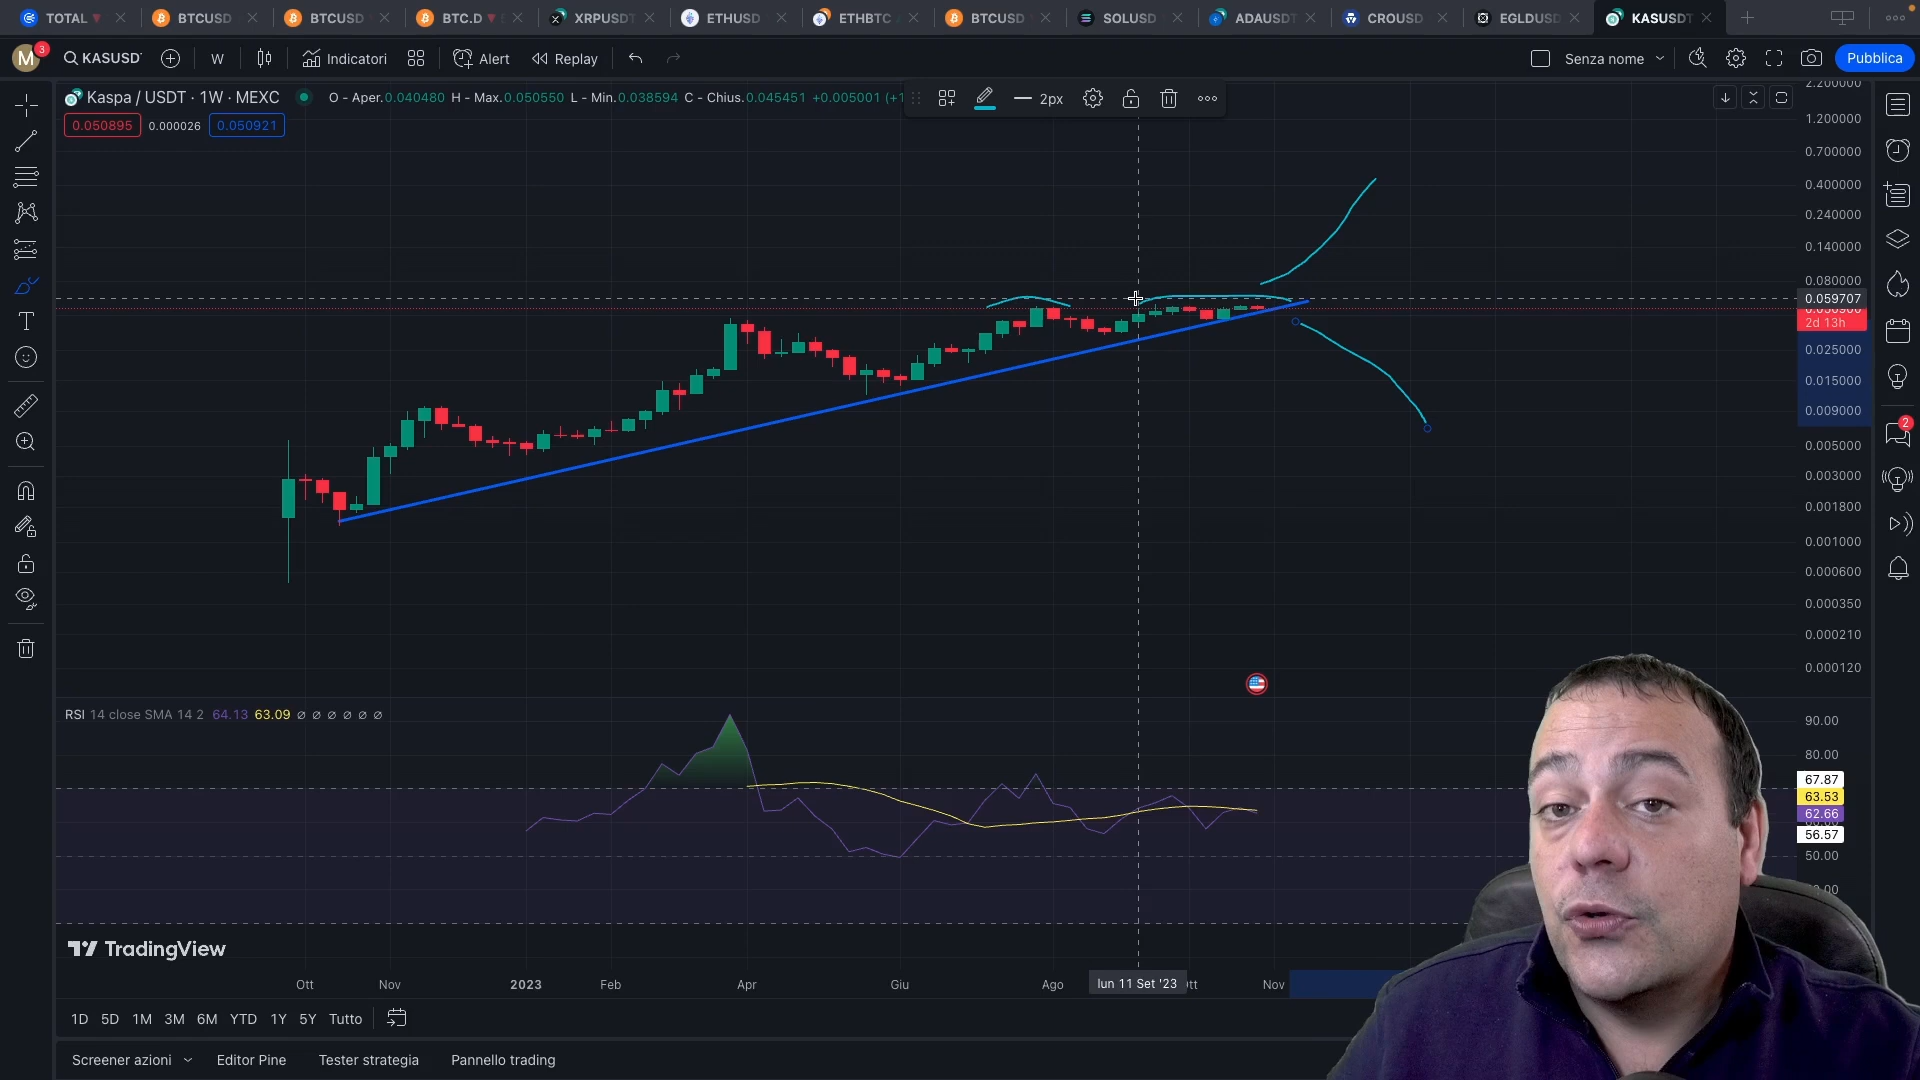 TOTAL
BTCUSD
BTCUSD
BTC.D
XRPUSDT
ETHUSD
ETHBTC
BTCUSD
SOLUSD
ADAUSDT
CROUSD
EGLDUSD
KASUSDT
M 3
KASUSDT
W
Indicatori
Alert
Replay
Senza nome
Pubblica
Kaspa / USDT · 1W · MEXC
O - Aper.0.040480 H - Max.0.050550 L - Min.0.038594 C - Chius.0.045451 +0.005001 (+1
2px
0.050895 0.000026 0.050921
2.200000
1.200000
0.700000
0.400000
0.240000
0.140000
0.080000
0.059707
2d 13h
0.025000
0.015000
0.009000
0.005000
0.003000
0.001800
0.001000
0.000600
0.000350
0.000210
0.000120
2
RSI 14 close SMA 14 2 64.13 63.09 ∅ ∅ ∅ ∅ ∅ ∅
90.00
80.00
67.87
63.53
62.66
56.57
50.00
TradingView
Ott
Nov
2023
Feb
Apr
Giu
Ago
lun 11 Set '23
tt
Nov
1D 5D 1M 3M 6M YTD 1Y 5Y Tutto
Screener azioni
Editor Pine
Tester strategia
Pannello trading